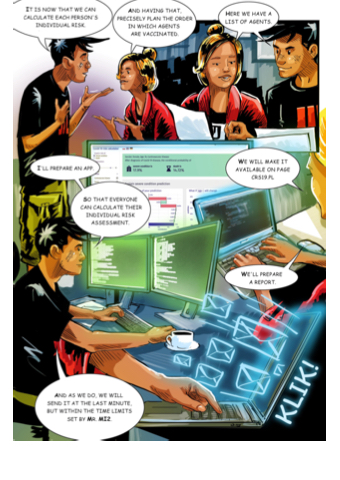 IT IS NOW THAT WE CAN
CALCULATE EACH PERSON'S
INDIVIDUAL RISK.
AND HAVING THAT,
PRECISELY PLAN THE ORDER
IN WHICH AGENTS
ARE VACCINATED.
HERE WE HAVE A
LIST OF AGENTS.
I'LL PREPARE AN APP
SO THAT EVERYONE
CAN CALCULATE THEIR
INDIVIDUAL RISK
ASSESSMENT.
WE WILL MAKE IT
AVAILABLE ON PAGE
CRS19.PL
WE'LL PREPARE
A REPORT.
AND AS WE DO, WE WILL
SEND IT AT THE LAST MINUTE,
BUT WITHIN THE TIME LIMITS
SET BY MR. MIZ.
KLIK!